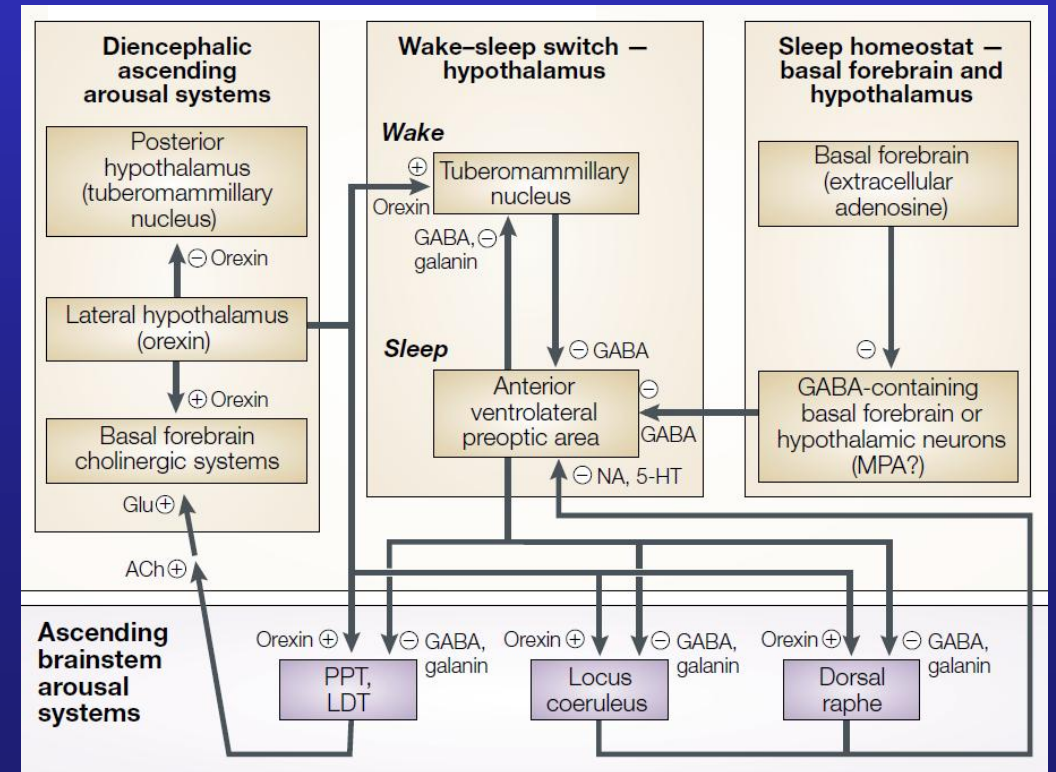 Diencephalic
ascending
arousal systems
Posterior
hypothalamus
(tuberomammillary
nucleus)
⊖ Orexin
Lateral hypothalamus
(orexin)
⊕ Orexin
Basal forebrain
cholinergic systems
Glu⊕
ACh⊕
Wake–sleep switch —
hypothalamus
Wake
⊕
Orexin
Tuberomammillary
nucleus
GABA, ⊖
galanin
Sleep
⊖ GABA
Anterior
ventrolateral
preoptic area
⊖
GABA
⊖ NA, 5-HT
Sleep homeostat —
basal forebrain and
hypothalamus
Basal forebrain
(extracellular
adenosine)
⊖
GABA-containing
basal forebrain or
hypothalamic neurons
(MPA?)
Ascending
brainstem
arousal
systems
Orexin ⊕
⊖ GABA,
galanin
PPT,
LDT
Orexin ⊕
⊖ GABA,
galanin
Locus
coeruleus
Orexin ⊕
⊖ GABA,
galanin
Dorsal
raphe